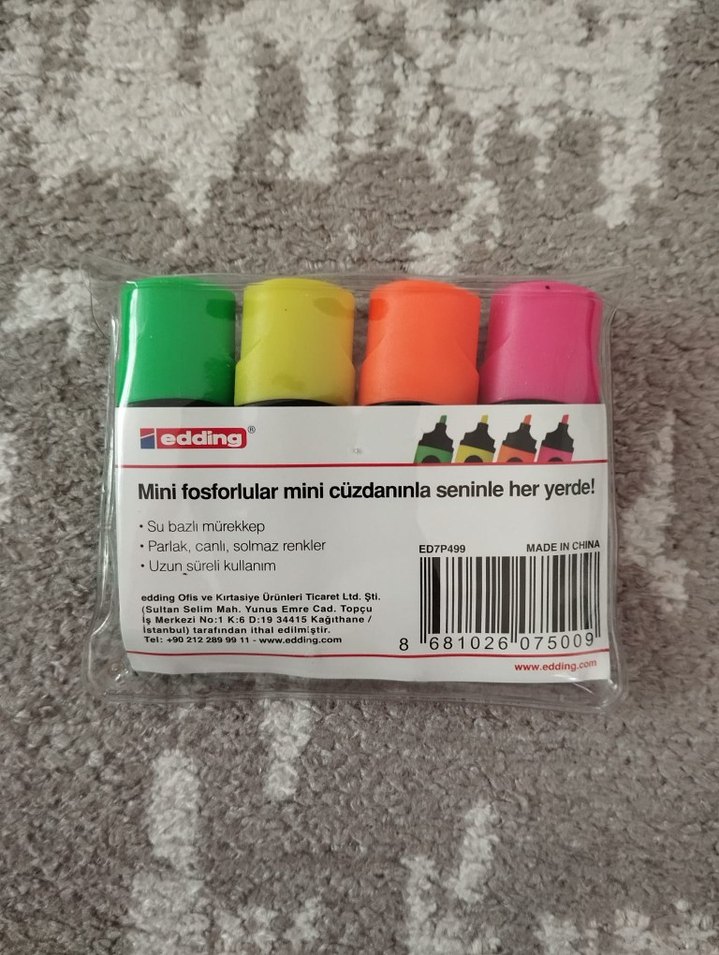 edding®
Mini fosforlular mini cüzdanınla seninle her yerde!
• Su bazlı mürekkep
• Parlak, canlı, solmaz renkler
• Uzun süreli kullanım
ED7P499 MADE IN CHINA
edding Ofis ve Kırtasiye Ürünleri Ticaret Ltd. Şti.
(Sultan Selim Mah. Yunus Emre Cad. Topçu
İş Merkezi No:1 K:6 D:19 34415 Kağıthane /
İstanbul) tarafından ithal edilmiştir.
Tel: +90 212 289 99 11 - www.edding.com
8 681026 075009
www.edding.com